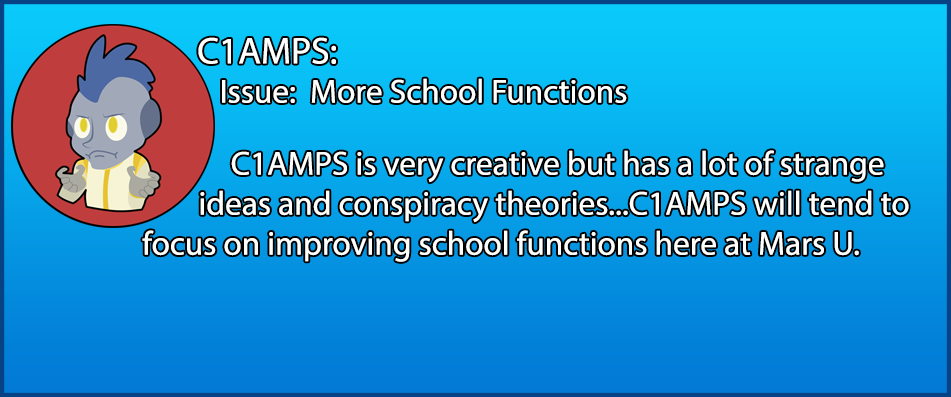 C1AMPS:
Issue:  More School Functions
C1AMPS is very creative but has a lot of strange
ideas and conspiracy theories...C1AMPS will tend to
focus on improving school functions here at Mars U.